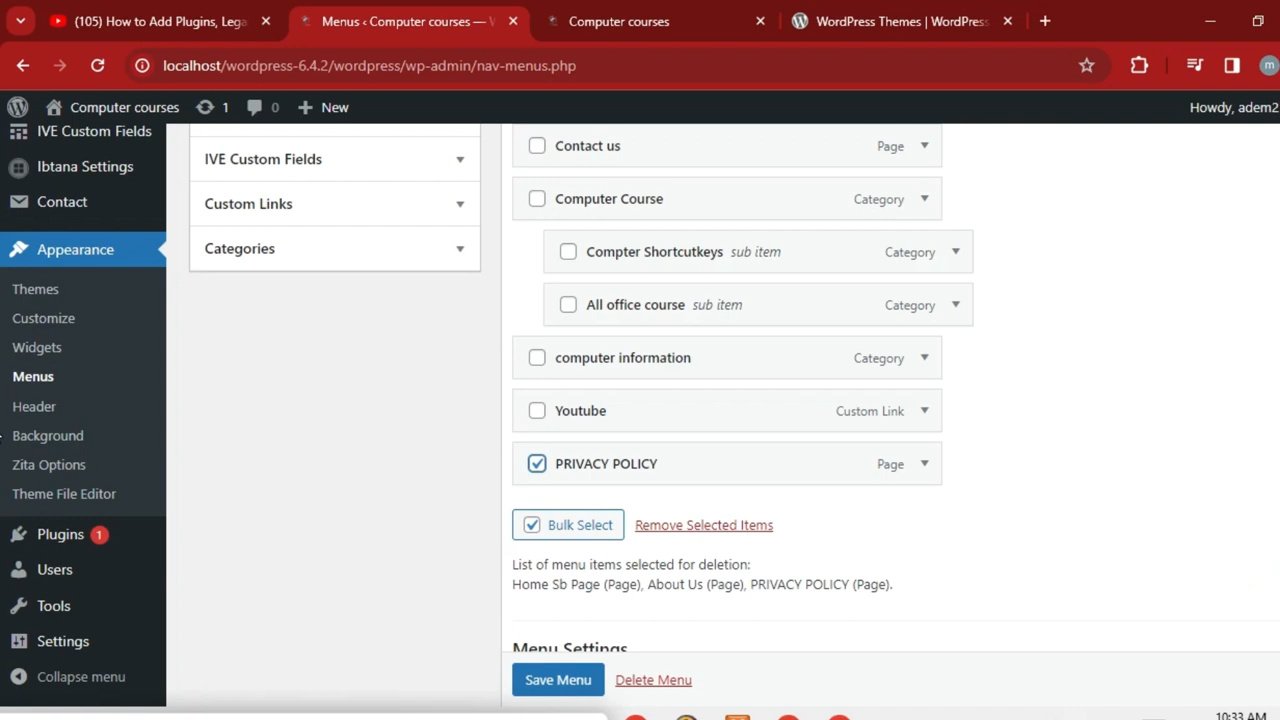 (105) How to Add Plugins, Lega
Menus ‹ Computer courses — W
Computer courses
WordPress Themes | WordPress
localhost/wordpress-6.4.2/wordpress/wp-admin/nav-menus.php
m
Computer courses 1 0 New
Howdy, adem2
IVE Custom Fields
Ibtana Settings
Contact
Appearance
Themes
Customize
Widgets
Menus
Header
Background
Zita Options
Theme File Editor
Plugins 1
Users
Tools
Settings
Collapse menu
IVE Custom Fields
Custom Links
Categories
Contact us Page
Computer Course Category
Compter Shortcutkeys sub item Category
All office course sub item Category
computer information Category
Youtube Custom Link
PRIVACY POLICY Page
Bulk Select Remove Selected Items
List of menu items selected for deletion:
Home Sb Page (Page), About Us (Page), PRIVACY POLICY (Page).
Menu Settings
Save Menu Delete Menu
10:33 AM